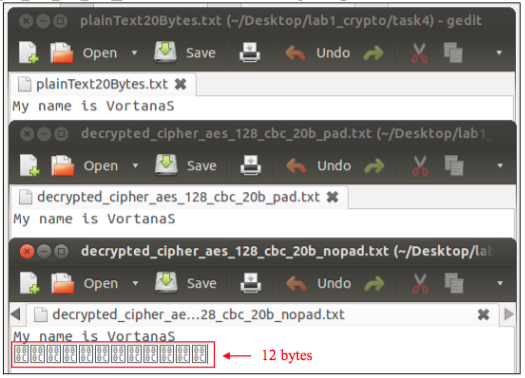 plainText20Bytes.txt (~/Desktop/lab1_crypto/task4) - gedit
Open Save Undo
plainText20Bytes.txt
My name is VortanaS
decrypted_cipher_aes_128_cbc_20b_pad.txt (~/Desktop/lab1_
Open Save Undo
decrypted_cipher_aes_128_cbc_20b_pad.txt
My name is VortanaS
decrypted_cipher_aes_128_cbc_20b_nopad.txt (~/Desktop/lab
Open Save Undo
decrypted_cipher_ae...28_cbc_20b_nopad.txt
My name is VortanaS
12 bytes